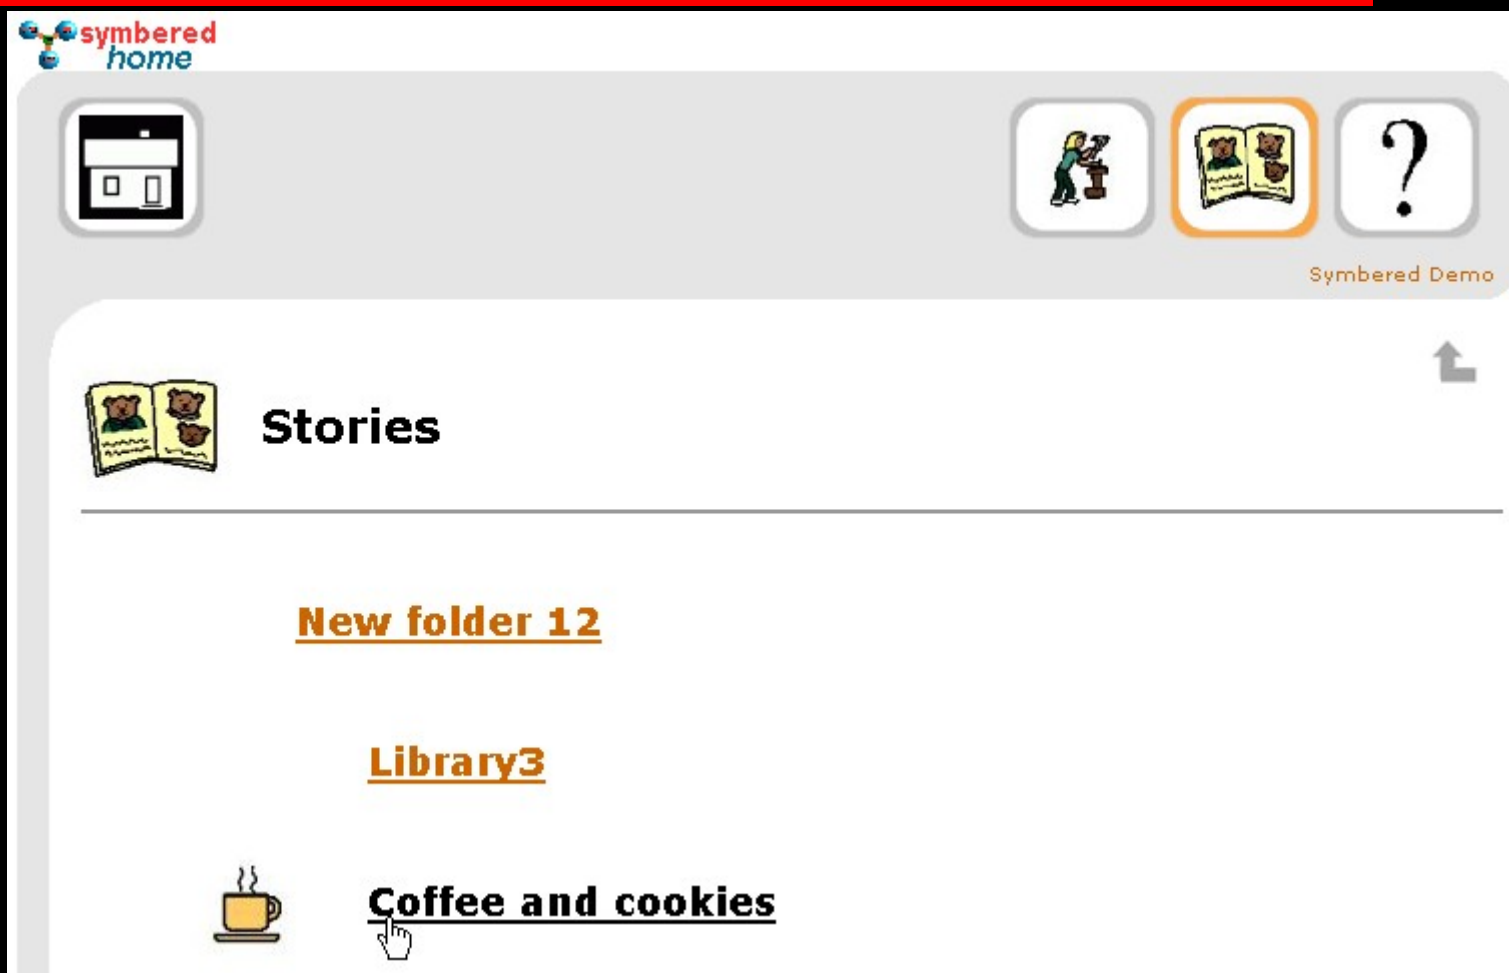 symbered
home
?
Symbered Demo
Stories
New folder 12
Library3
Coffee and cookies